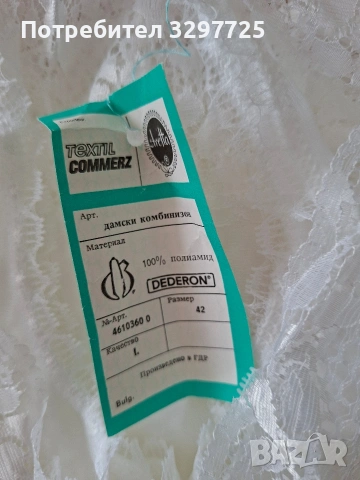 Потребител 3297725
TEXTIL
COMMERZ
Арт.
дамски комбинизон
Материал
100% полиамид
DEDERON®
№-Арт.
4610360 0
Размер
42
Качество
I.
Произведено в ГДР
Bulg.
BAZAR